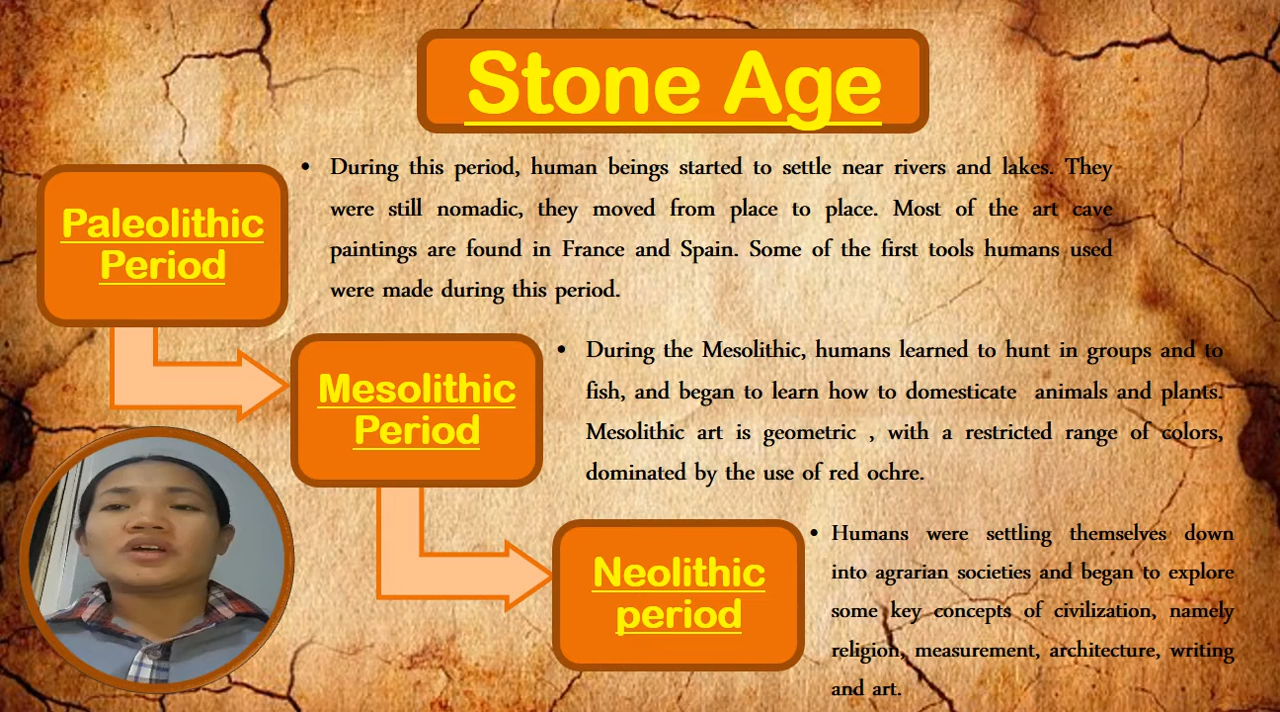 Stone Age
Paleolithic
Period
• During this period, human beings started to settle near rivers and lakes. They
were still nomadic, they moved from place to place. Most of the art cave
paintings are found in France and Spain. Some of the first tools humans used
were made during this period.
Mesolithic
Period
• During the Mesolithic, humans learned to hunt in groups and to
fish, and began to learn how to domesticate animals and plants.
Mesolithic art is geometric , with a restricted range of colors,
dominated by the use of red ochre.
Neolithic
period
• Humans were settling themselves down
into agrarian societies and began to explore
some key concepts of civilization, namely
religion, measurement, architecture, writing
and art.